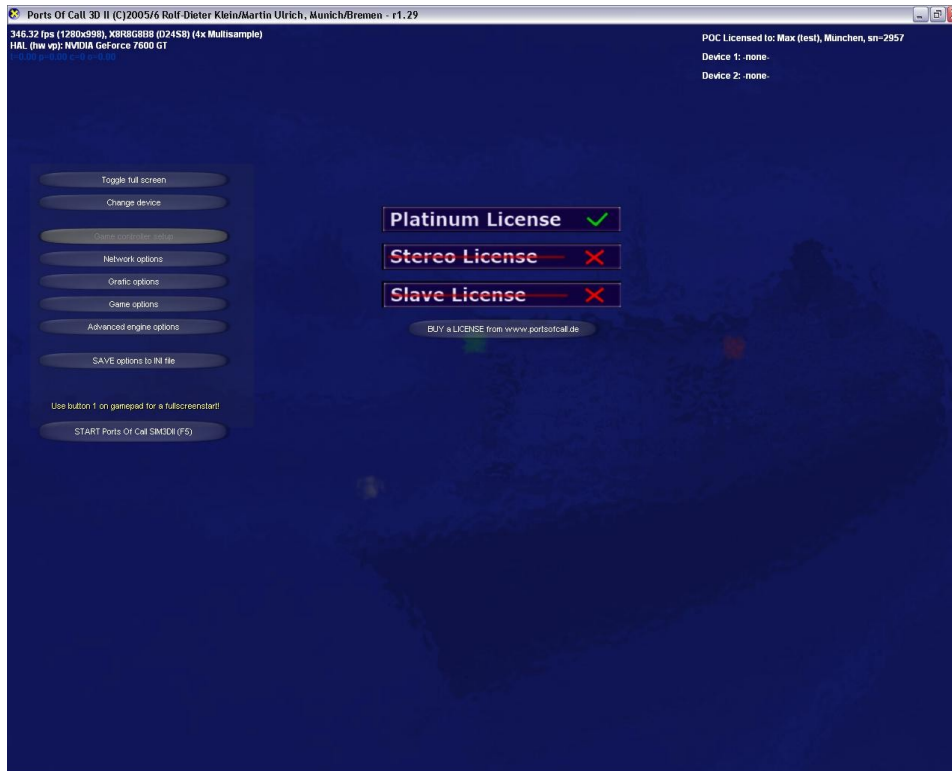 Ports Of Call 3D II (C)2005/6 Rolf-Dieter Klein/Martin Ulrich, Munich/Bremen - r1.29
346.32 fps (1280x998), X8R8G8B8 (D24S8) (4x Multisample)
HAL (hw vp): NVIDIA GeForce 7600 GT
POC Licensed to: Max (test), München, sn=2957
Device 1: -none-
Device 2: -none-
Toggle full screen
Change device
Game controller setup
Network options
Grafic options
Game options
Advanced engine options
SAVE options to INI file
Use button 1 on gamepad for a fullscreenstart!
START Ports Of Call SIM3DII (F5)
Platinum License
Stereo License
Slave License
BUY a LICENSE from www.portsofcall.de